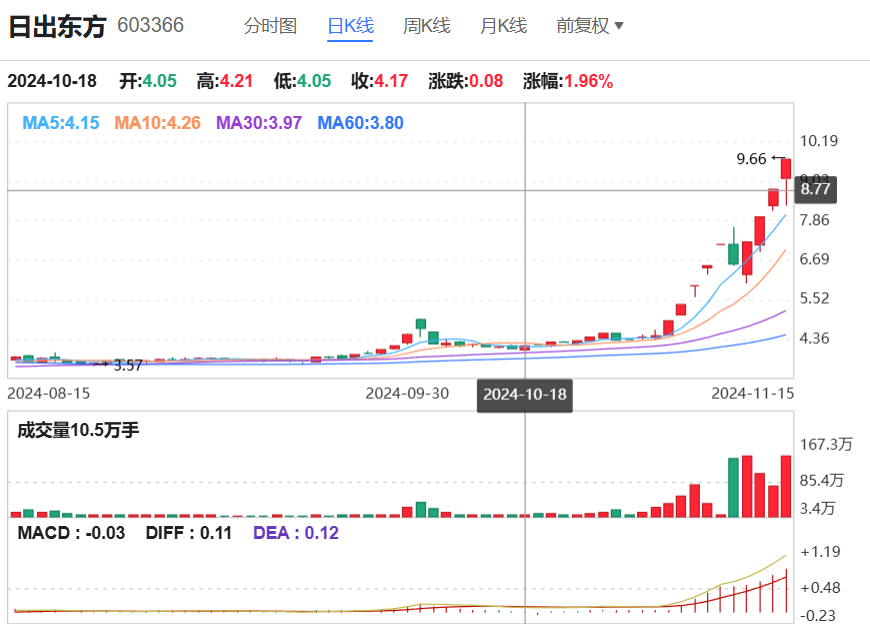 日出东方 603366 分时图 日K线 周K线 月K线 前复权▼
2024-10-18 开:4.05 高:4.21 低:4.05 收:4.17 涨跌:0.08 涨幅:1.96%
MA5:4.15 MA10:4.26 MA30:3.97 MA60:3.80
10.19
9.66
9.03
8.77
7.86
6.69
5.52
4.36
3.57
2024-08-15 2024-09-30 2024-10-18 2024-11-15
成交量10.5万手
167.3万
85.4万
3.4万
MACD : -0.03 DIFF : 0.11 DEA : 0.12
+1.19
+0.48
-0.23